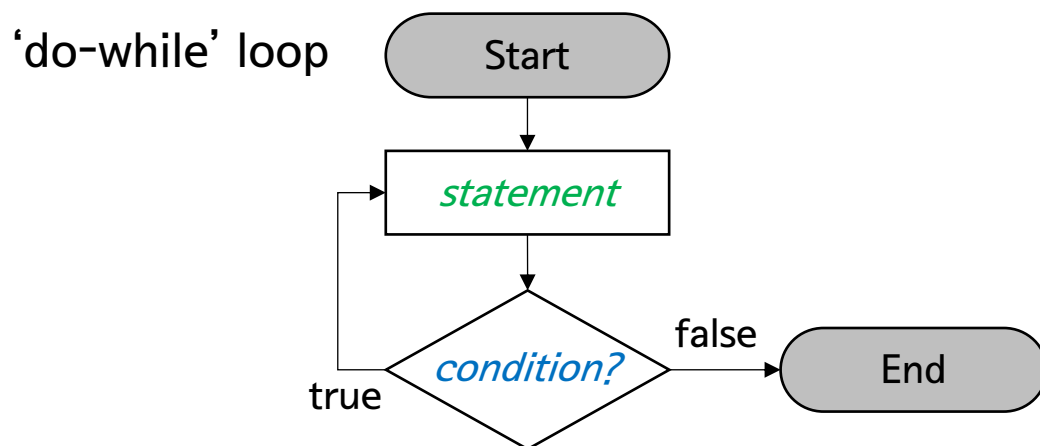 ‘do-while’ loop
Start
statement
condition?
true
false
End